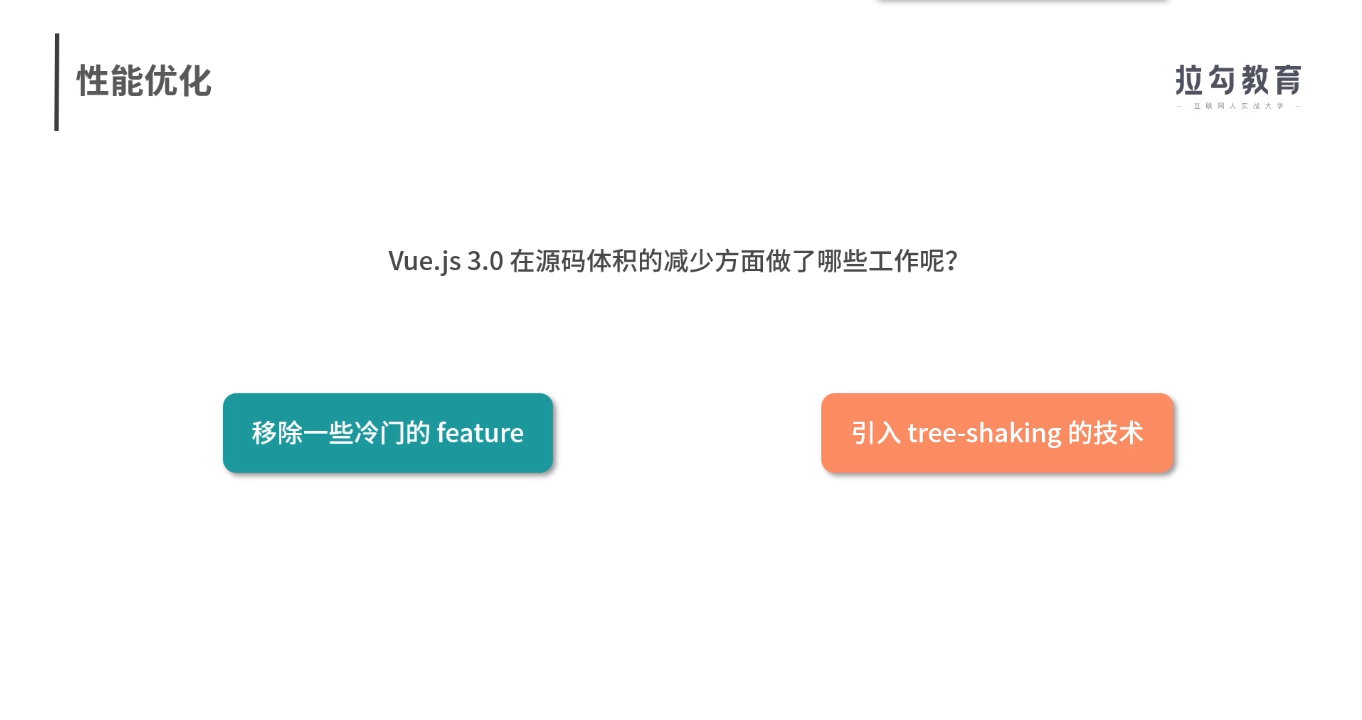 性能优化
拉勾教育
— 互联网人实战大学 —
Vue.js 3.0 在源码体积的减少方面做了哪些工作呢？
移除一些冷门的 feature
引入 tree-shaking 的技术